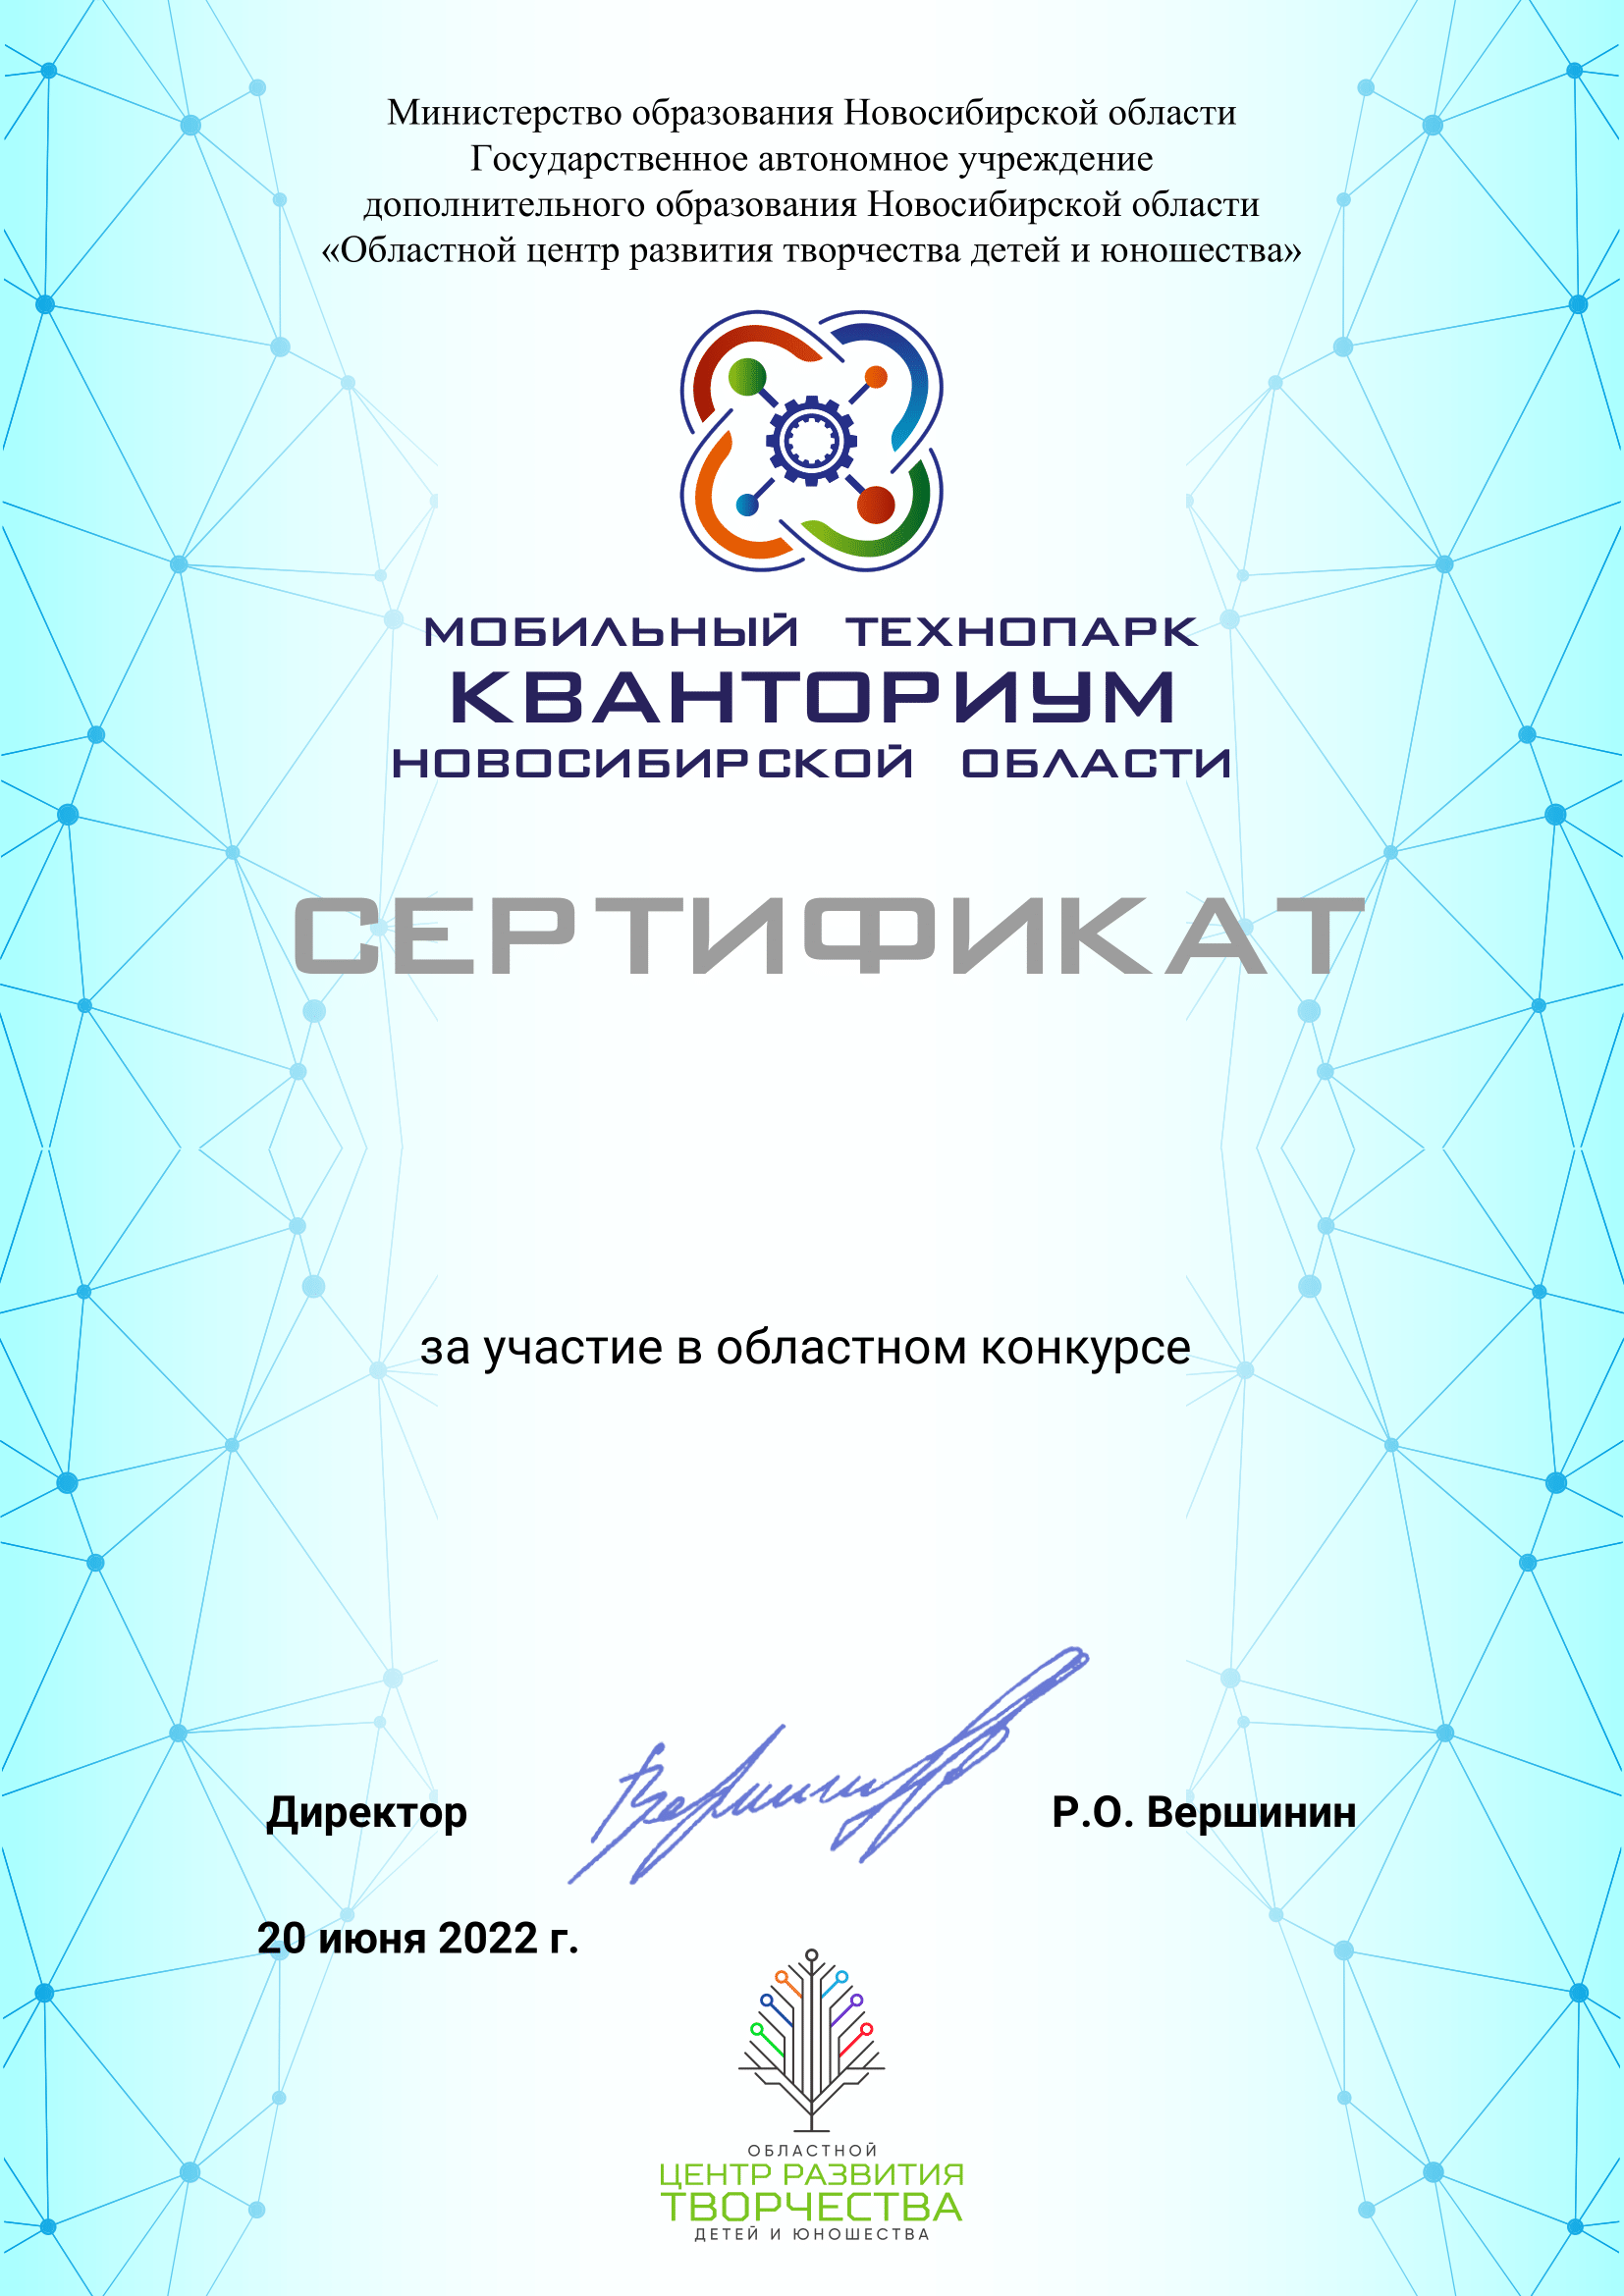 Министерство образования Новосибирской области
Государственное автономное учреждение
дополнительного образования Новосибирской области
«Областной центр развития творчества детей и юношества»
МОБИЛЬНЫЙ ТЕХНОПАРК
КВАНТОРИУМ
НОВОСИБИРСКОЙ ОБЛАСТИ
СЕРТИФИКАТ
за участие в областном конкурсе
Директор Р.О. Вершинин
20 июня 2022 г.
ОБЛАСТНОЙ
ЦЕНТР РАЗВИТИЯ
ТВОРЧЕСТВА
ДЕТЕЙ И ЮНОШЕСТВА